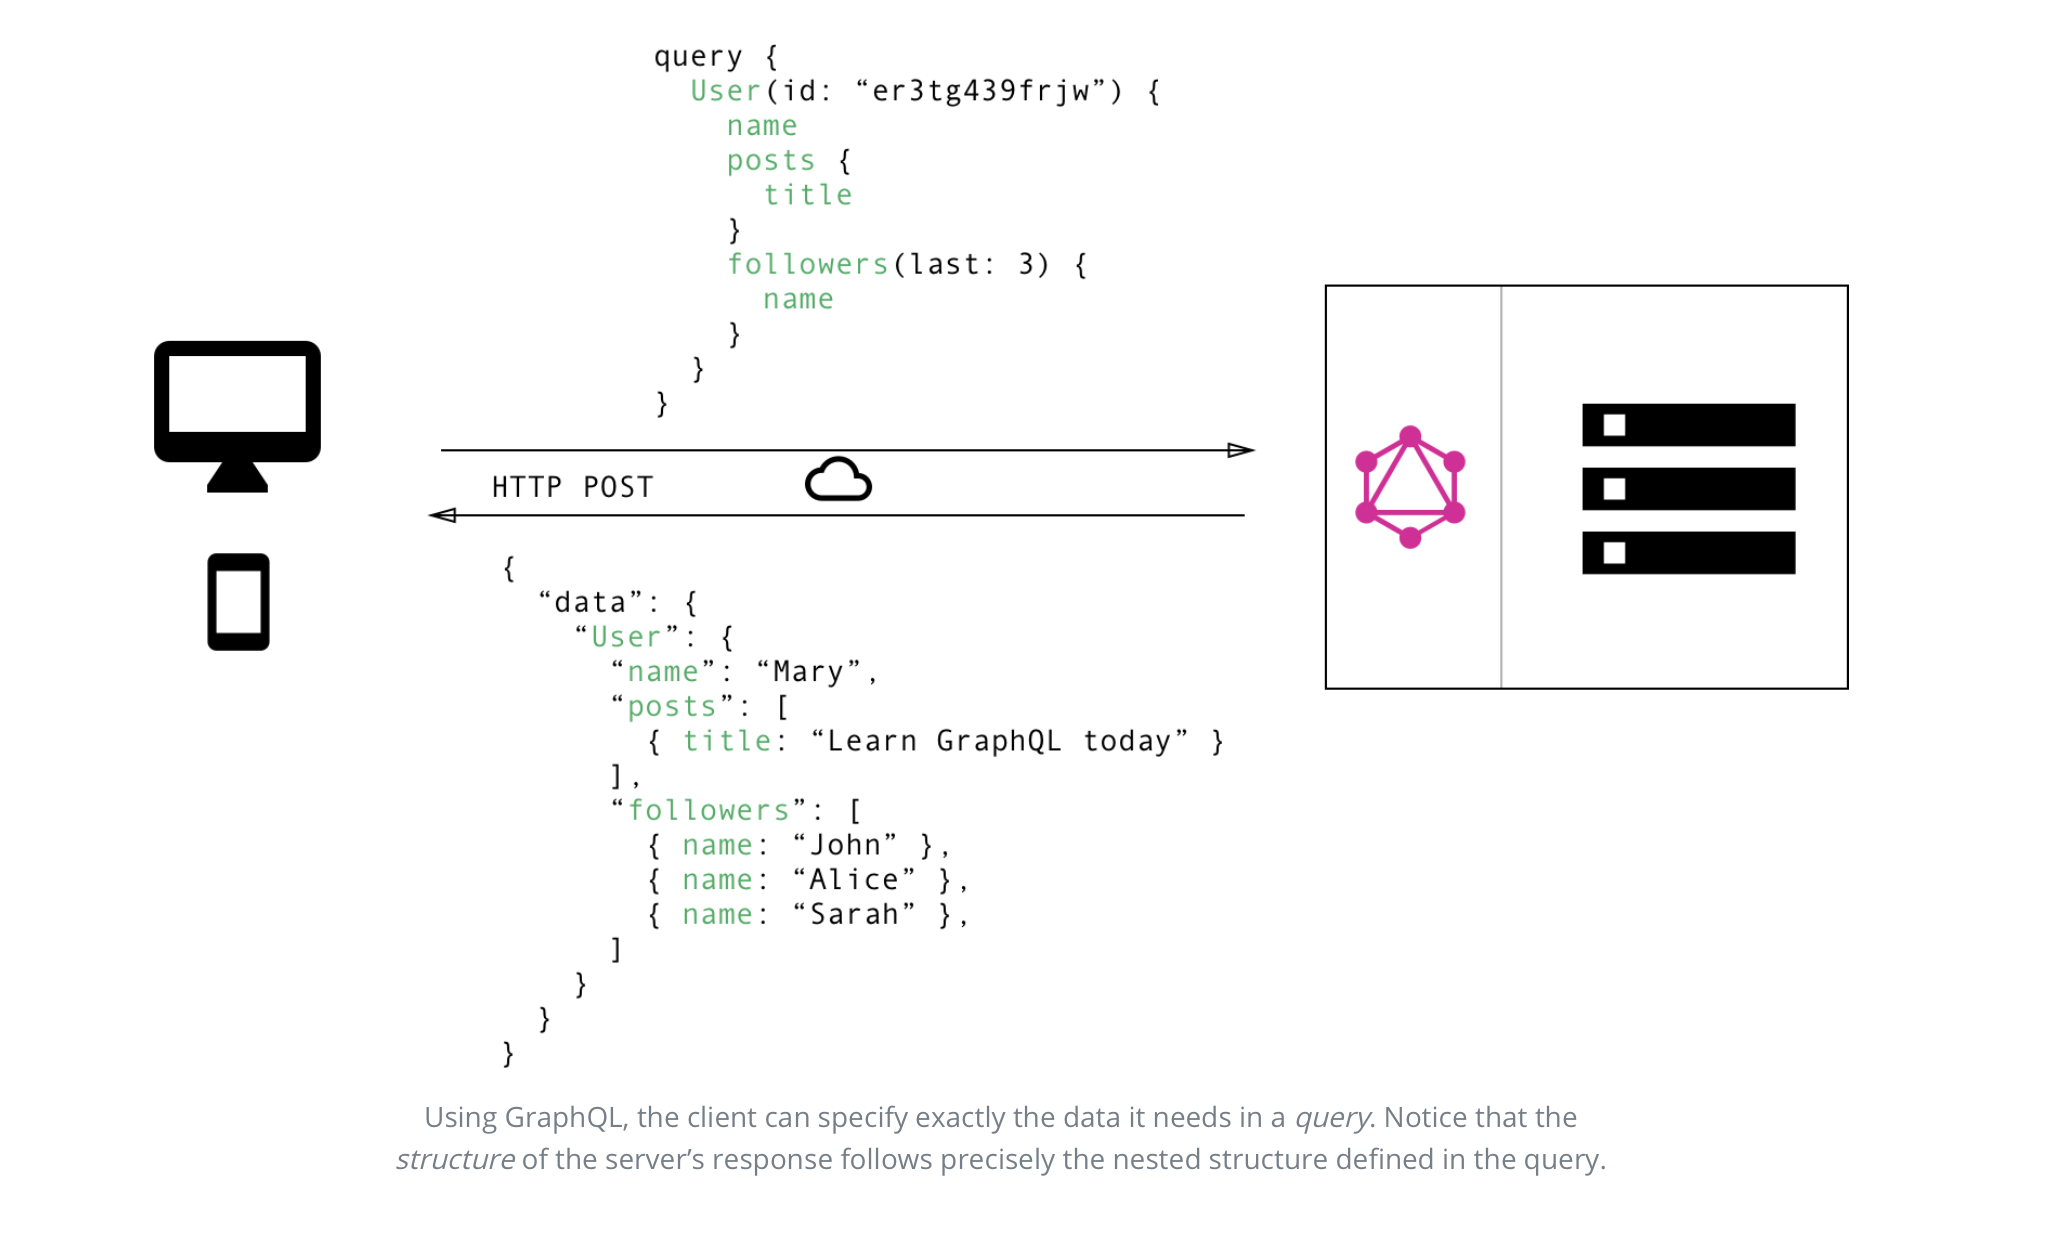 query {
  User(id: “er3tg439frjw”) {
    name
    posts {
      title
    }
    followers(last: 3) {
      name
    }
  }
}
HTTP POST
{
  “data”: {
    “User”: {
      “name”: “Mary”,
      “posts”: [
        { title: “Learn GraphQL today” }
      ],
      “followers”: [
        { name: “John” },
        { name: “Alice” },
        { name: “Sarah” },
      ]
    }
  }
}
Using GraphQL, the client can specify exactly the data it needs in a query. Notice that the
structure of the server’s response follows precisely the nested structure defined in the query.